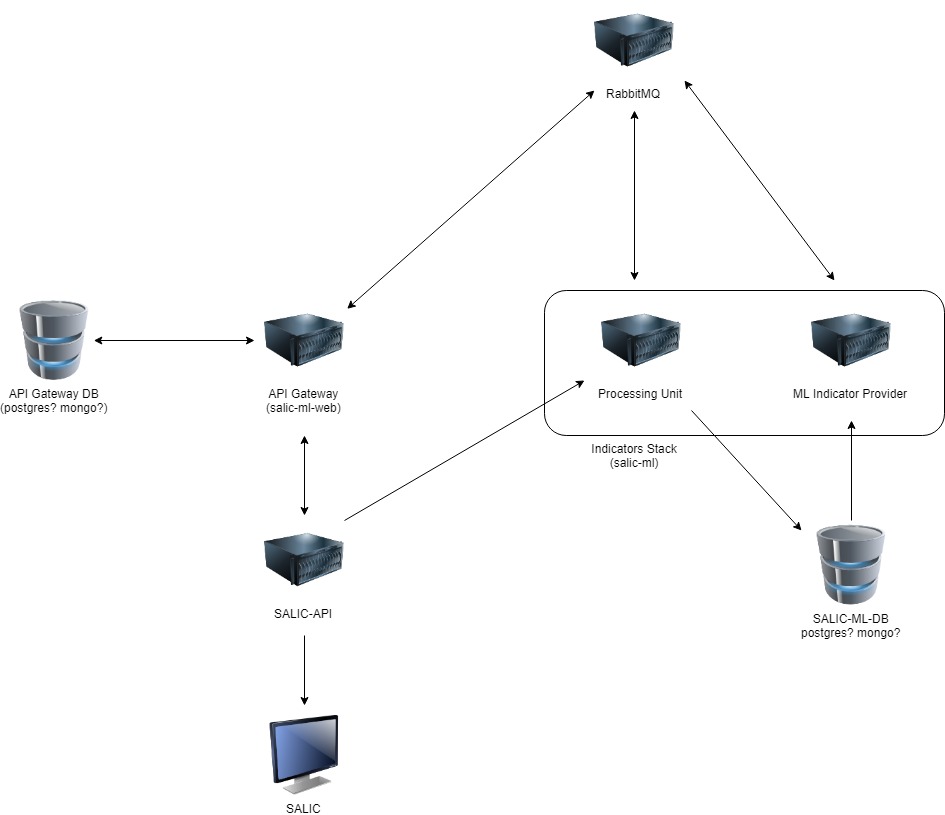 RabbitMQ
API Gateway DB
(postgres? mongo?)
API Gateway
(salic-ml-web)
Processing Unit
ML Indicator Provider
Indicators Stack
(salic-ml)
SALIC-API
SALIC-ML-DB
postgres? mongo?
SALIC